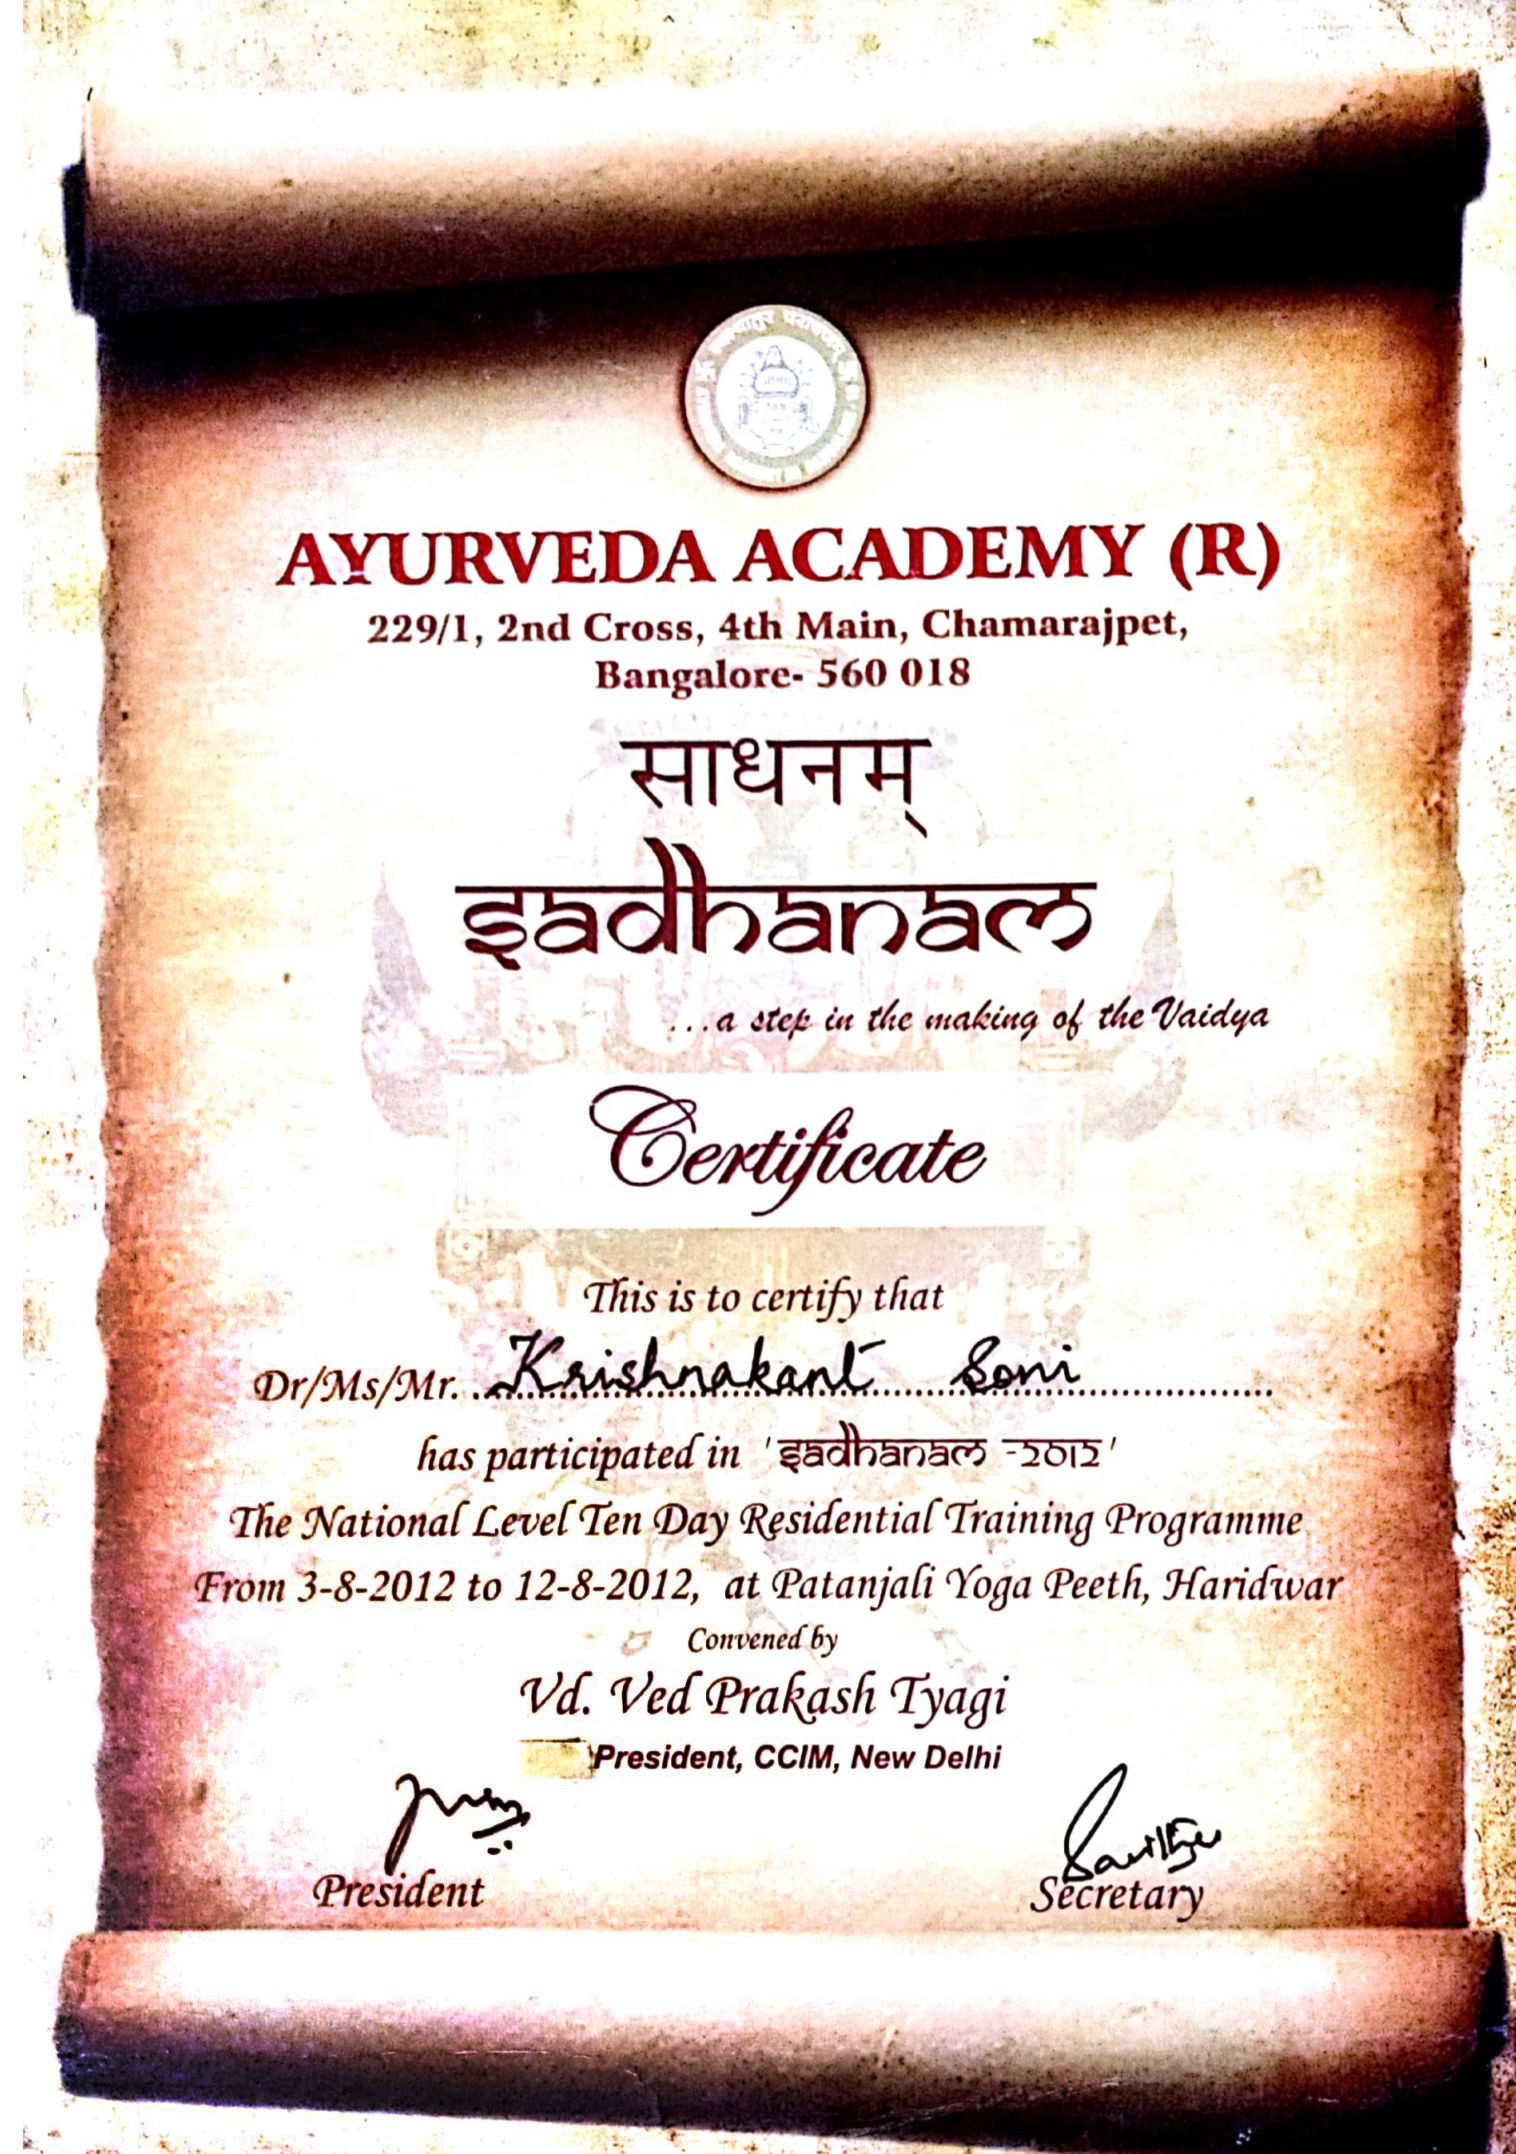 AYURVEDA ACADEMY (R)
229/1, 2nd Cross, 4th Main, Chamarajpet,
Bangalore- 560 018
साधनम्
sadhanam
...a step in the making of the Vaidya
Certificate
This is to certify that
Dr/Ms/Mr. Krishnakant Soni
has participated in 'sadhanam -2012'
The National Level Ten Day Residential Training Programme
From 3-8-2012 to 12-8-2012, at Patanjali Yoga Peeth, Haridwar
Convened by
Vd. Ved Prakash Tyagi
President, CCIM, New Delhi
President
Secretary